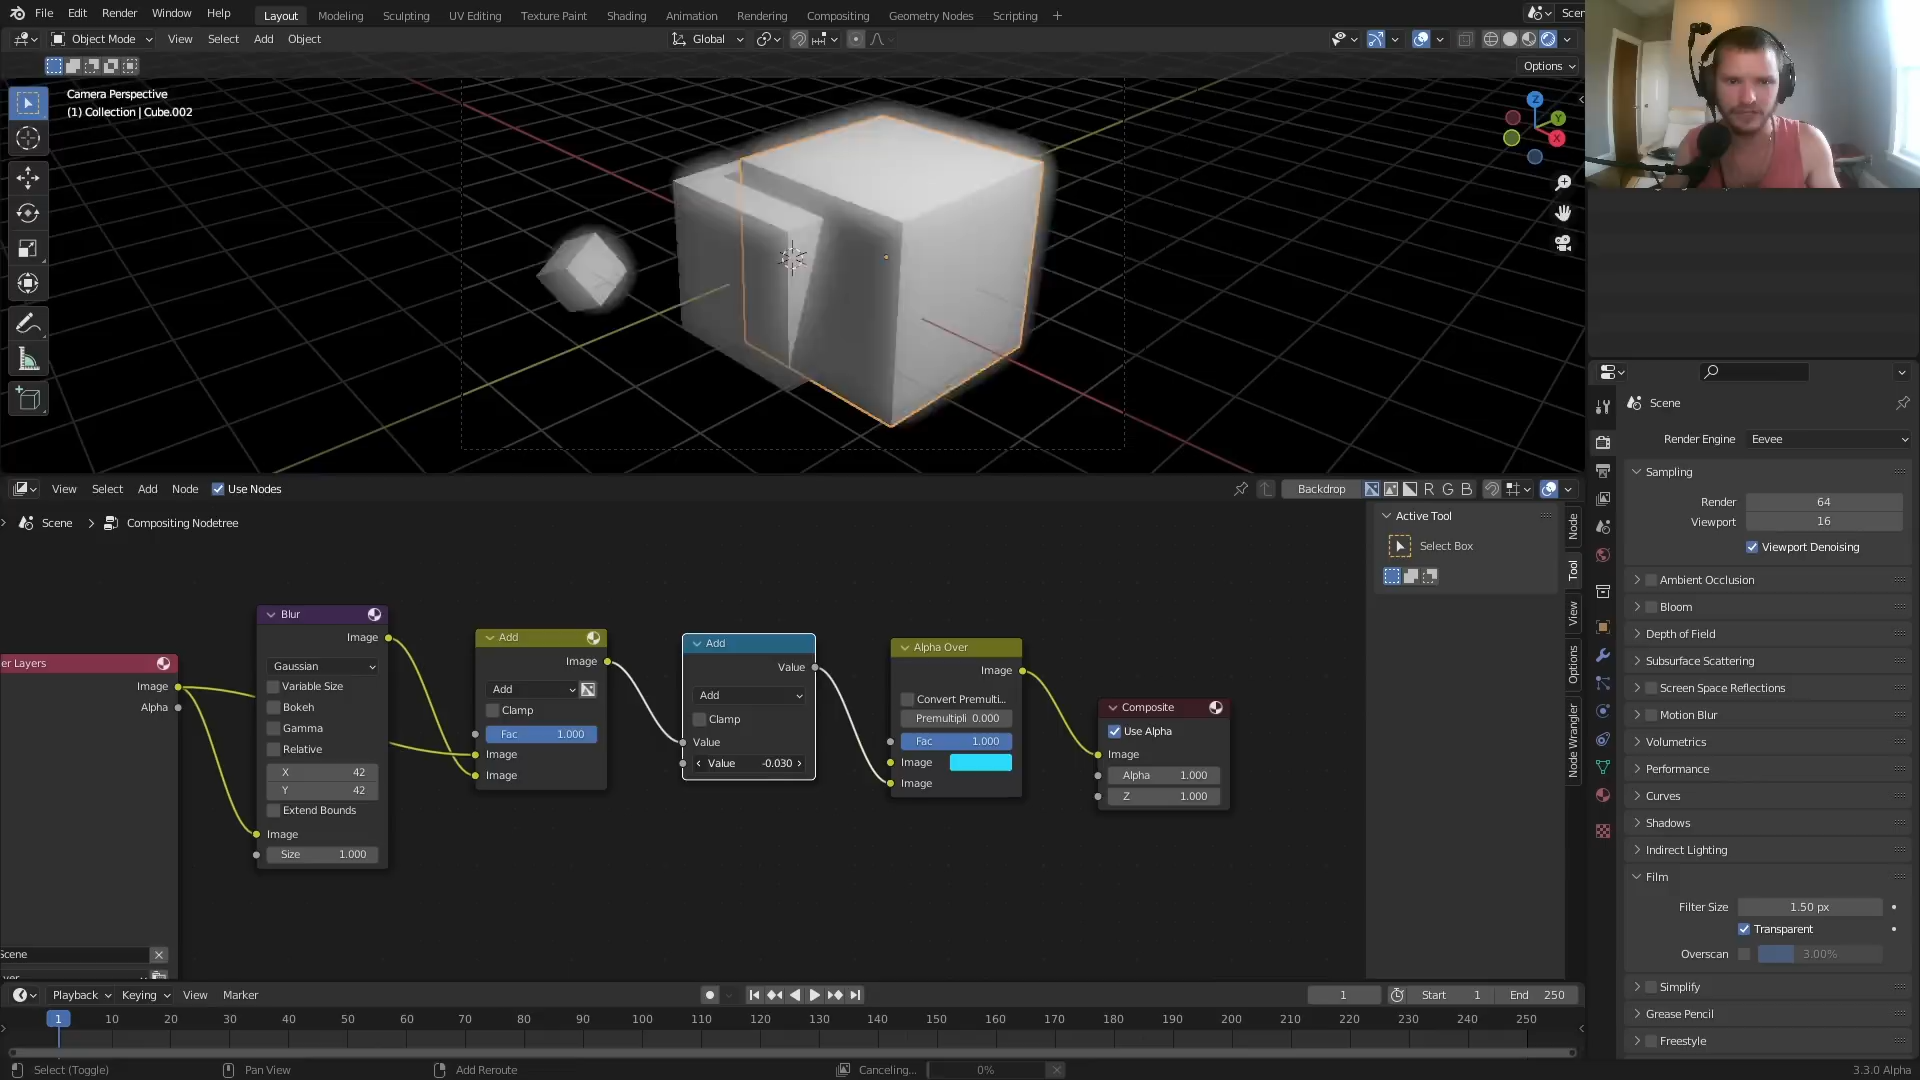 File Edit Render Window Help Layout Modeling Sculpting UV Editing Texture Paint Shading Animation Rendering Compositing Geometry Nodes Scripting + Scen
Object Mode View Select Add Object Global
Options
Camera Perspective
(1) Collection | Cube.002
Z
Y
X
Scene
Render Engine Eevee
Sampling
Render 64
Viewport 16
Viewport Denoising
Ambient Occlusion
Bloom
Depth of Field
Subsurface Scattering
Screen Space Reflections
Motion Blur
Volumetrics
Performance
Curves
Shadows
Indirect Lighting
Film
Filter Size 1.50 px
Transparent
Overscan 3.00%
Simplify
Grease Pencil
Freestyle
View Select Add Node Use Nodes Backdrop R G B
Scene > Compositing Nodetree
Active Tool
Select Box
Node
Tool
View
Options
Node Wrangler
er Layers
Image
Alpha
Scene
Blur
Image
Gaussian
Variable Size
Bokeh
Gamma
Relative
X 42
Y 42
Extend Bounds
Image
Size 1.000
Add
Image
Add
Clamp
Fac 1.000
Image
Image
Add
Value
Add
Clamp
Value
Value -0.030
Alpha Over
Image
Convert Premulti...
Premultipli 0.000
Fac 1.000
Image
Image
Composite
Use Alpha
Image
Alpha 1.000
Z 1.000
Playback Keying View Marker 1 Start 1 End 250
1 10 20 30 40 50 60 70 80 90 100 110 120 130 140 150 160 170 180 190 200 210 220 230 240 250
Select (Toggle) Pan View Add Reroute Canceling... 0% 3.3.0 Alpha